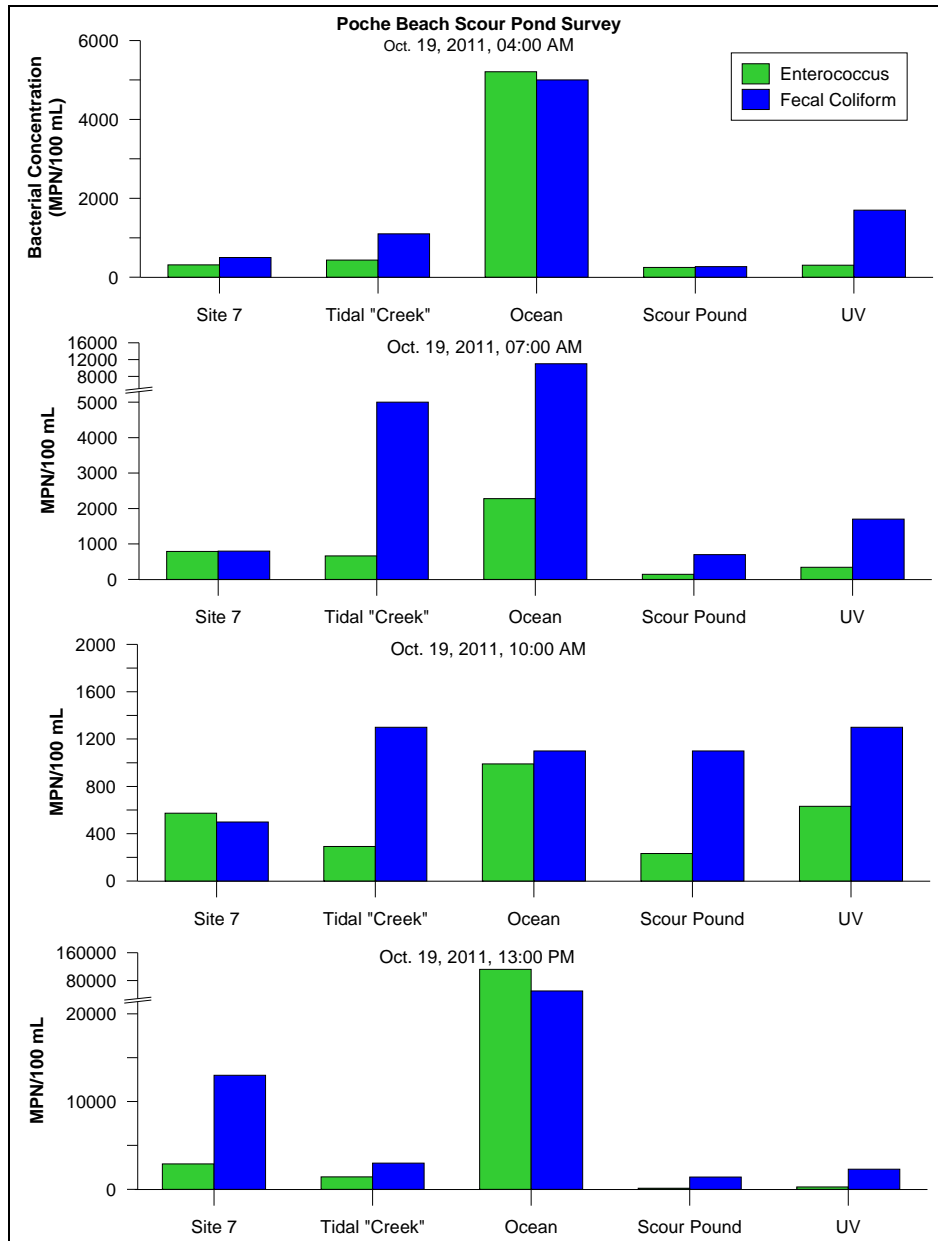 Poche Beach Scour Pond Survey
Oct. 19, 2011, 04:00 AM
Enterococcus
Fecal Coliform
Bacterial Concentration
(MPN/100 mL)
6000
4000
2000
0
Site 7 Tidal "Creek" Ocean Scour Pound UV
Oct. 19, 2011, 07:00 AM
MPN/100 mL
16000
12000
8000
5000
4000
3000
2000
1000
0
Site 7 Tidal "Creek" Ocean Scour Pound UV
Oct. 19, 2011, 10:00 AM
MPN/100 mL
2000
1600
1200
800
400
0
Site 7 Tidal "Creek" Ocean Scour Pound UV
Oct. 19, 2011, 13:00 PM
MPN/100 mL
160000
80000
20000
10000
0
Site 7 Tidal "Creek" Ocean Scour Pound UV